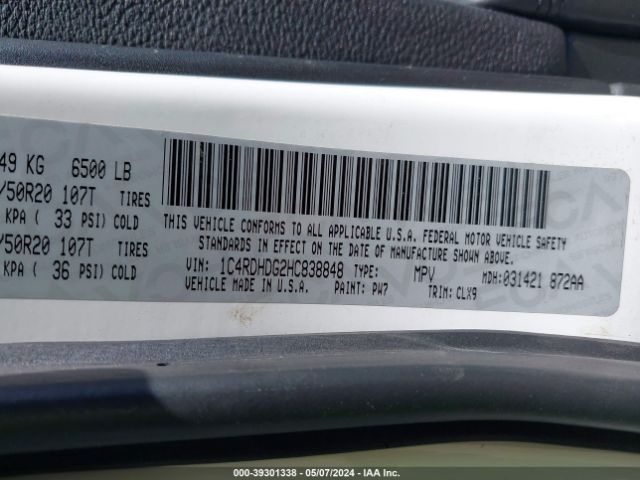 49 KG 6500 LB
/50R20 107T TIRES
KPA ( 33 PSI) COLD
/50R20 107T TIRES
KPA ( 36 PSI) COLD
THIS VEHICLE CONFORMS TO ALL APPLICABLE U.S.A. FEDERAL MOTOR VEHICLE SAFETY
STANDARDS IN EFFECT ON THE DATE OF MANUFACTURE SHOWN ABOVE.
VIN: 1C4RDHDG2HC838848 TYPE: MPV MDH:031421 872AA
VEHICLE MADE IN U.S.A. PAINT: PW7 TRIM: CLX9
000-39301338 - 05/07/2024 - IAA Inc.